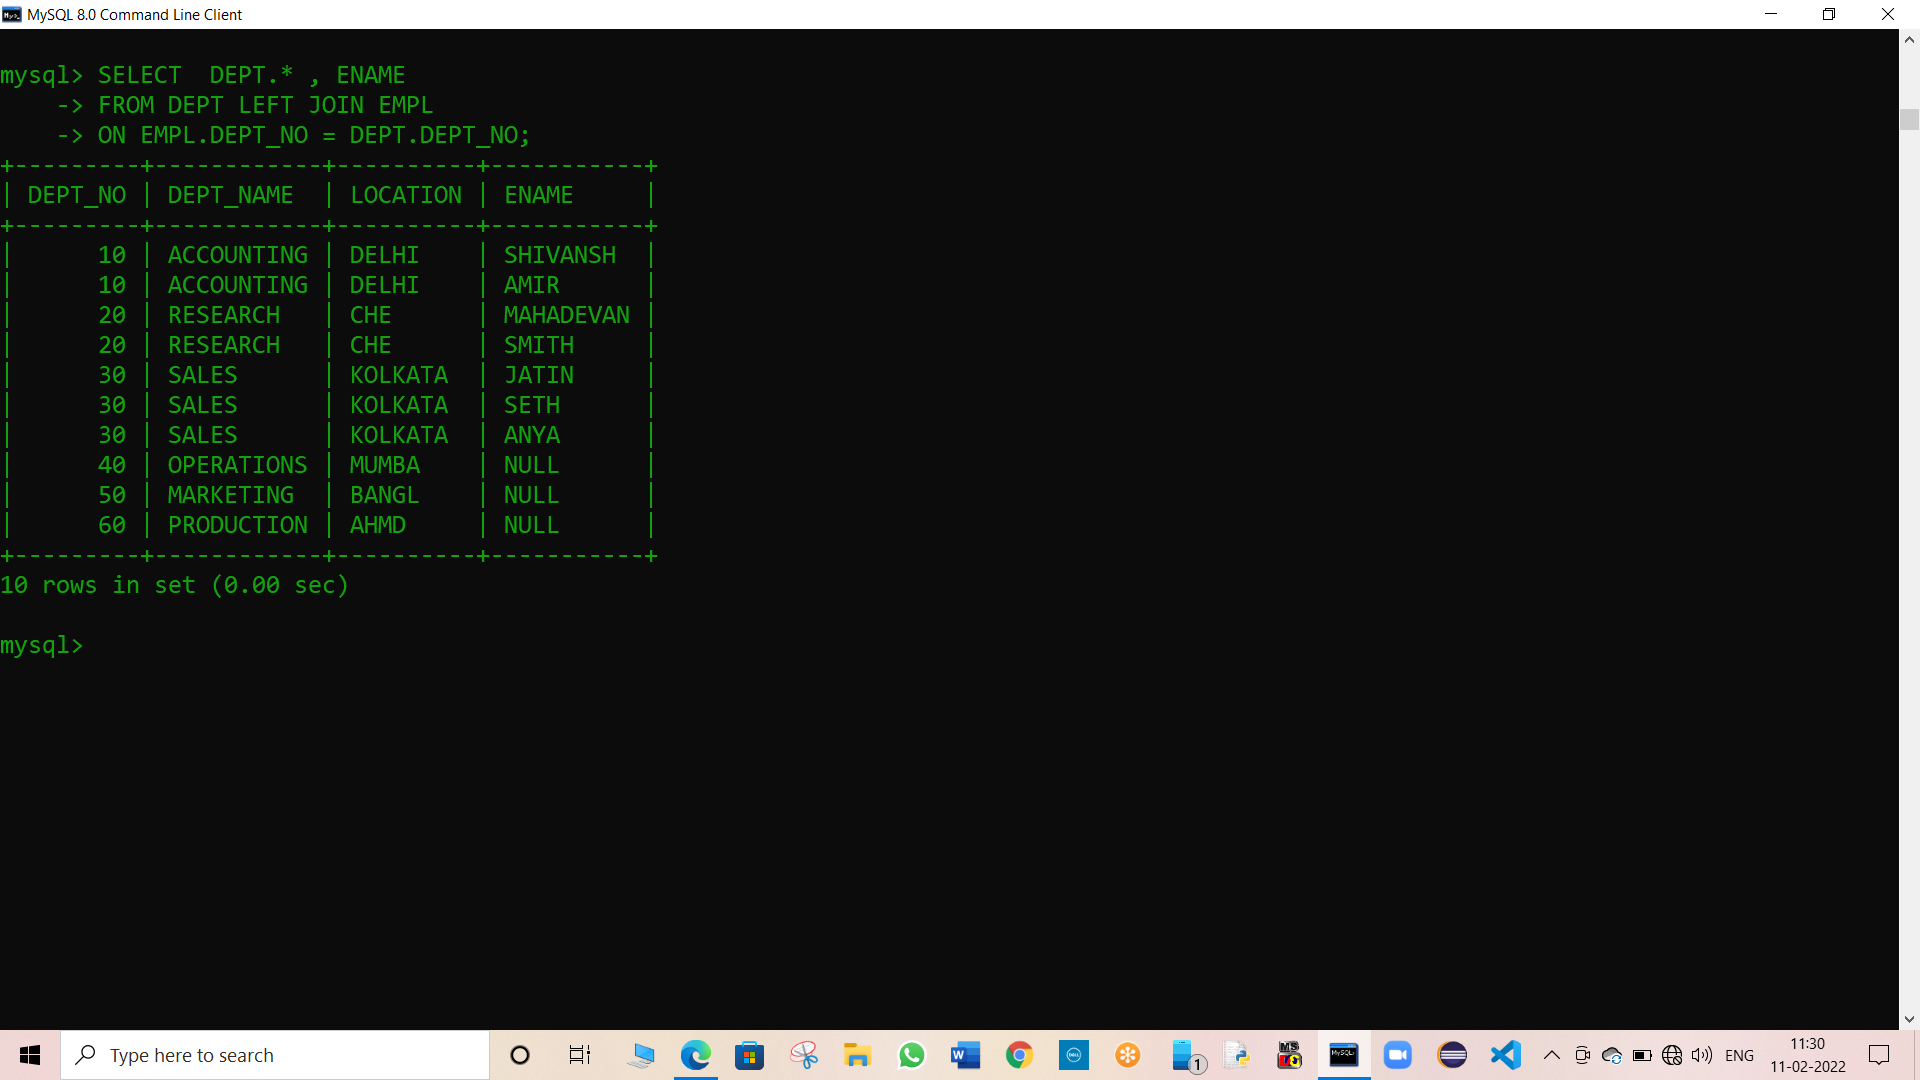 MySQL 8.0 Command Line Client
mysql> SELECT  DEPT.* , ENAME
    -> FROM DEPT LEFT JOIN EMPL
    -> ON EMPL.DEPT_NO = DEPT.DEPT_NO;
+---------+------------+----------+-----------+
| DEPT_NO | DEPT_NAME  | LOCATION | ENAME     |
+---------+------------+----------+-----------+
|      10 | ACCOUNTING | DELHI    | SHIVANSH  |
|      10 | ACCOUNTING | DELHI    | AMIR      |
|      20 | RESEARCH   | CHE      | MAHADEVAN |
|      20 | RESEARCH   | CHE      | SMITH     |
|      30 | SALES      | KOLKATA  | JATIN     |
|      30 | SALES      | KOLKATA  | SETH      |
|      30 | SALES      | KOLKATA  | ANYA      |
|      40 | OPERATIONS | MUMBA    | NULL      |
|      50 | MARKETING  | BANGL    | NULL      |
|      60 | PRODUCTION | AHMD     | NULL      |
+---------+------------+----------+-----------+
10 rows in set (0.00 sec)
mysql>
Type here to search
W
DELL
1
MS
MySQL>
ENG
11:30
11-02-2022